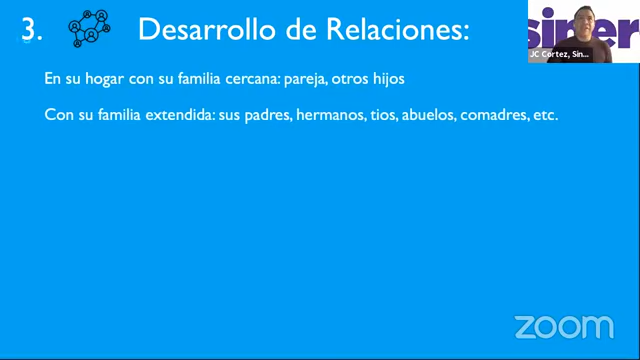 3. Desarrollo de Relaciones:
siner
JC Cortez, Sin...
En su hogar con su familia cercana: pareja, otros hijos
Con su familia extendida: sus padres, hermanos, tios, abuelos, comadres, etc.
zoom